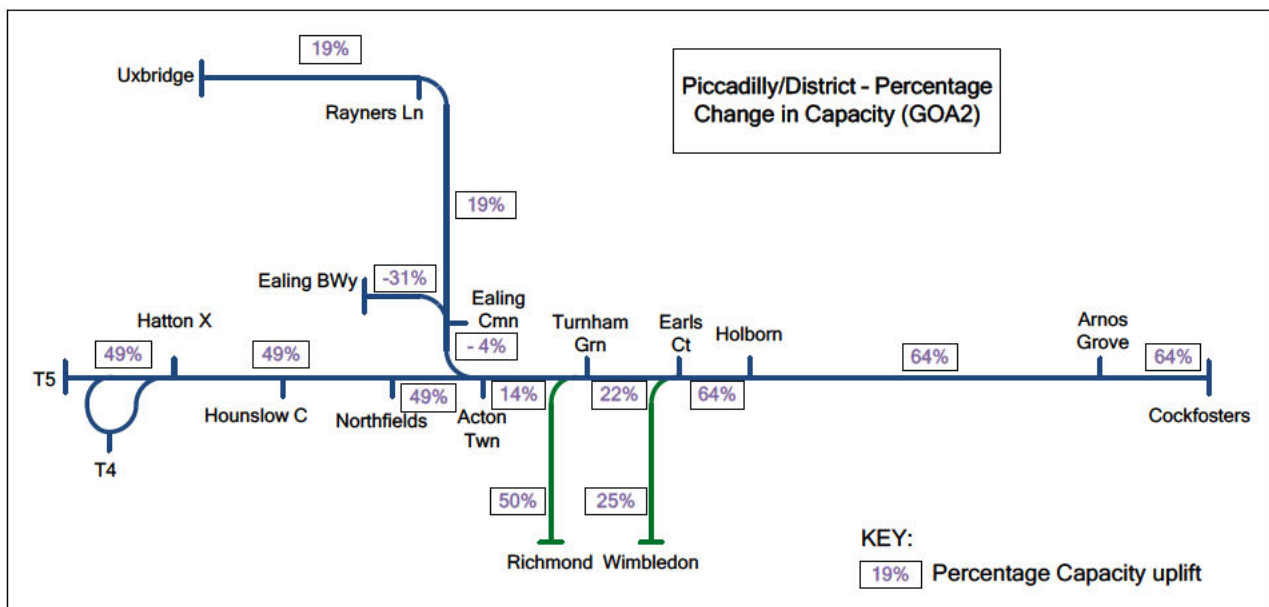 19%
Uxbridge
Rayners Ln
Piccadilly/District - Percentage
Change in Capacity (GOA2)
19%
Ealing BWy
-31%
Ealing
Cmn
- 4%
Hatton X
Turnham
Grn
Earls
Ct
Holborn
Arnos
Grove
T5
49%
49%
64%
64%
Hounslow C
Northfields
49%
Acton
Twn
14%
22%
64%
Cockfosters
T4
50%
25%
Richmond
Wimbledon
KEY:
19% Percentage Capacity uplift